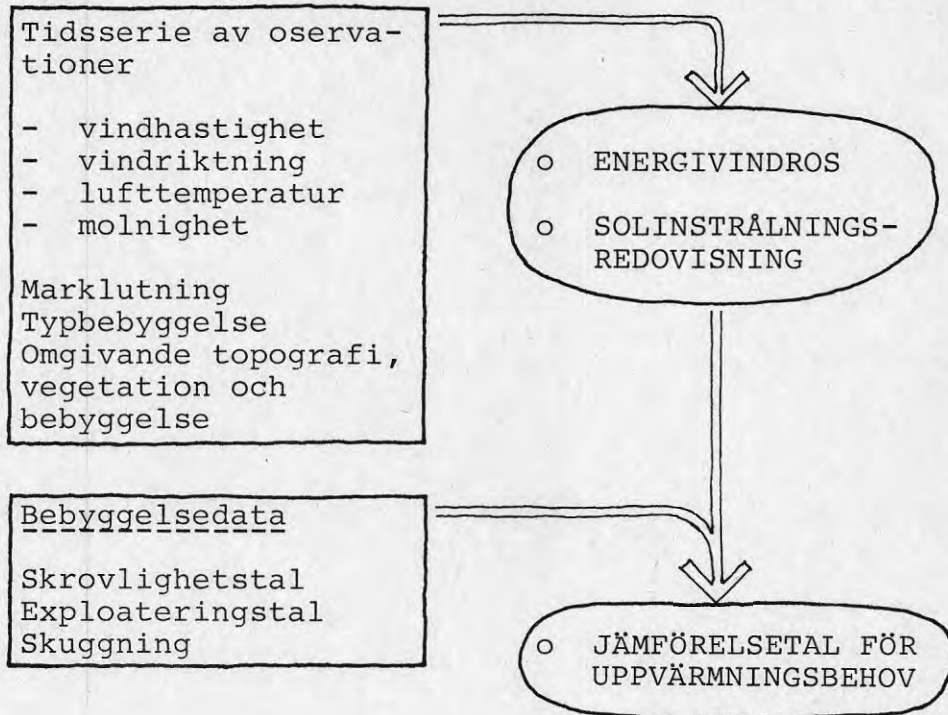 Tidsserie av oserva-
tioner
- vindhastighet
- vindriktning
- lufttemperatur
- molnighet
Marklutning
Typbebyggelse
Omgivande topografi,
vegetation och
bebyggelse
o ENERGIVINDROS
o SOLINSTRÅLNINGS-
REDOVISNING
Bebyggelsedata
Skrovlighetstal
Exploateringstal
Skuggning
o JÄMFÖRELSETAL FÖR
UPPVÄRMNINGSBEHOV